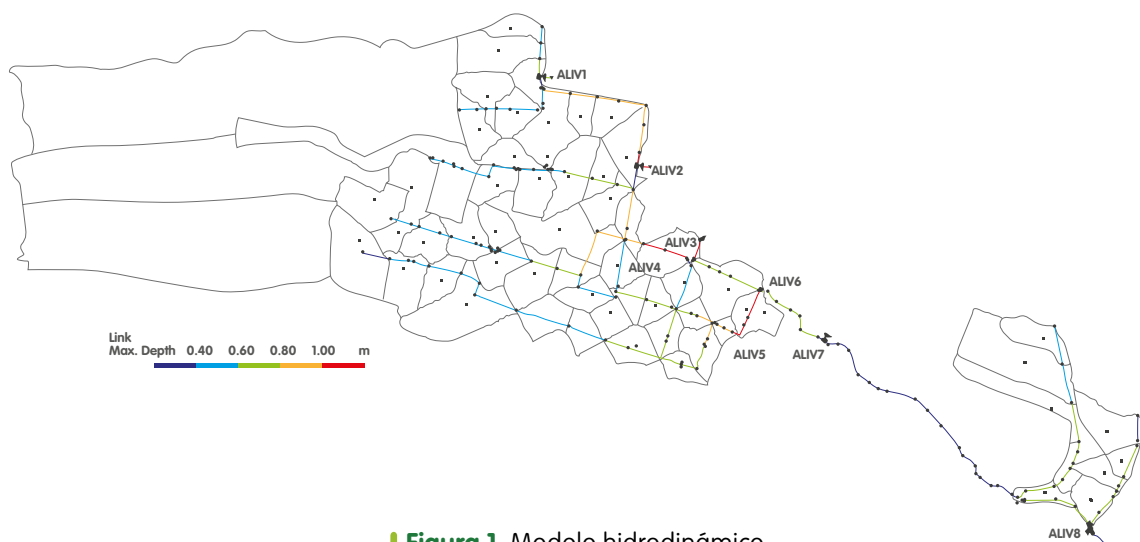 ALIV1
ALIV2
ALIV3
ALIV4
ALIV6
ALIV5
ALIV7
ALIV8
Link
Max. Depth 0.40 0.60 0.80 1.00 m
Figura 1. Modelo hidrodinámico